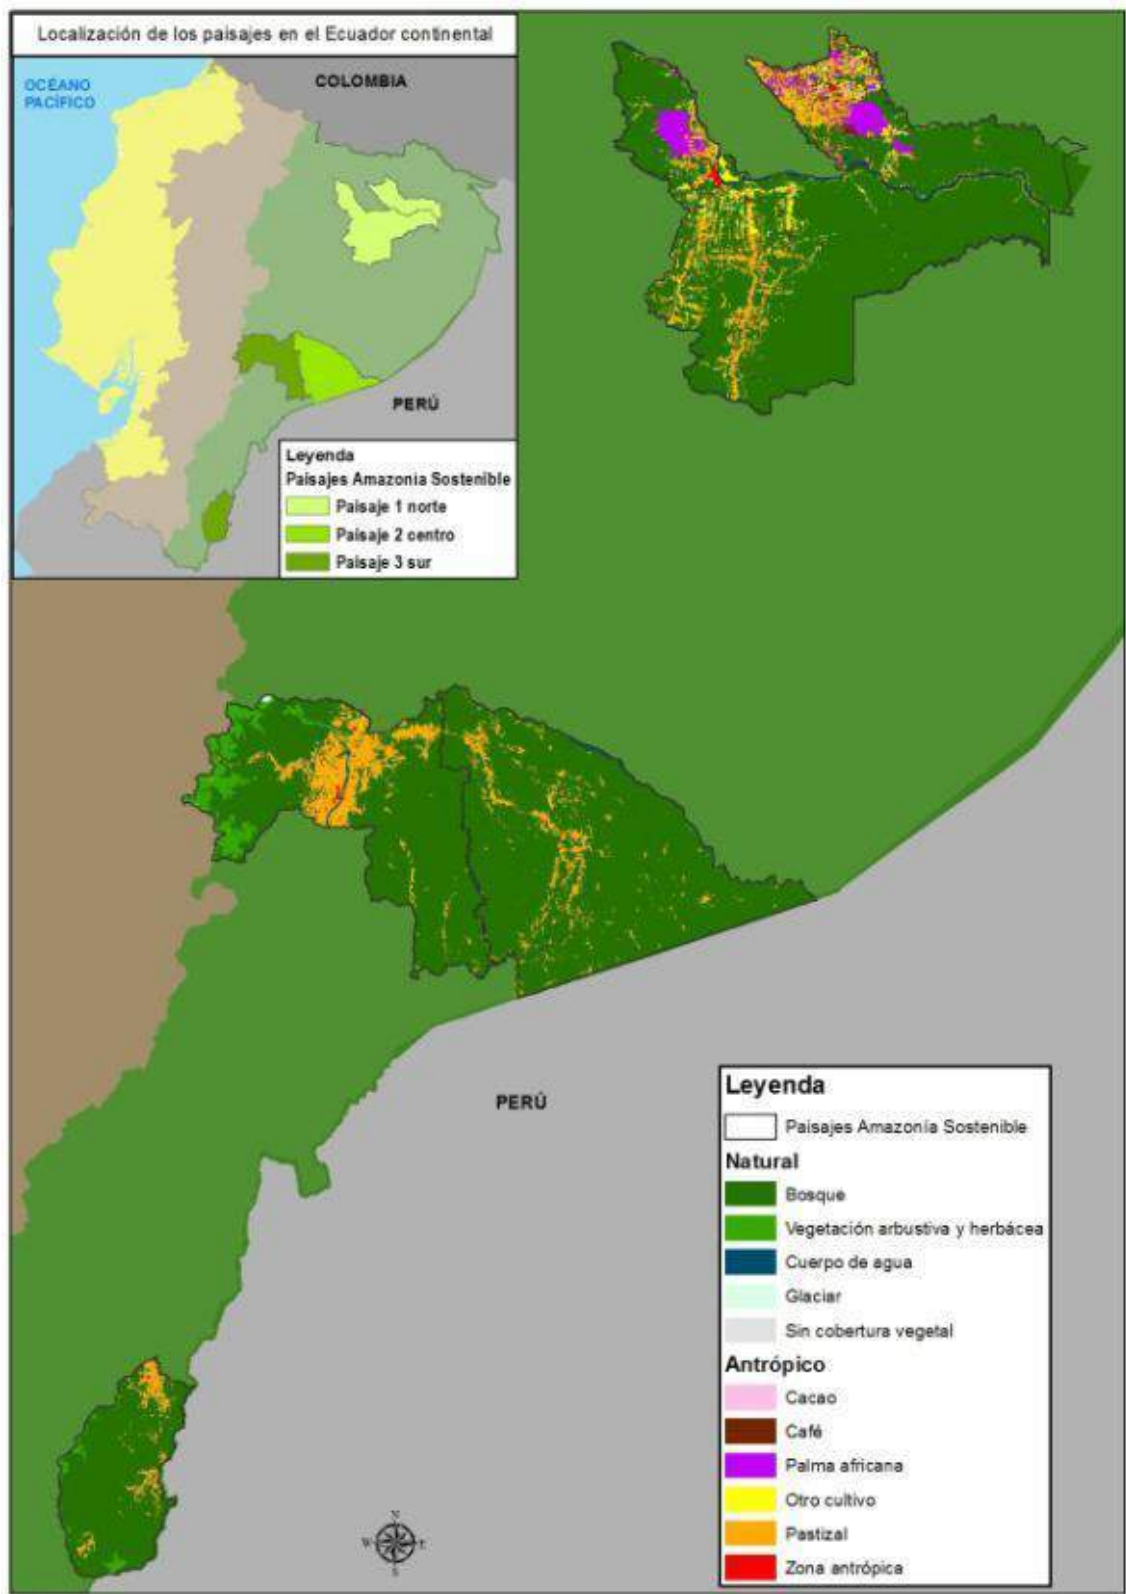 Localización de los paisajes en el Ecuador continental
OCÉANO
PACÍFICO
COLOMBIA
PERÚ
Leyenda
Paisajes Amazonía Sostenible
Paisaje 1 norte
Paisaje 2 centro
Paisaje 3 sur
PERÚ
Leyenda
Paisajes Amazonía Sostenible
Natural
Bosque
Vegetación arbustiva y herbácea
Cuerpo de agua
Glaciar
Sin cobertura vegetal
Antrópico
Cacao
Café
Palma africana
Otro cultivo
Pastizal
Zona antrópica
N
W
E
S